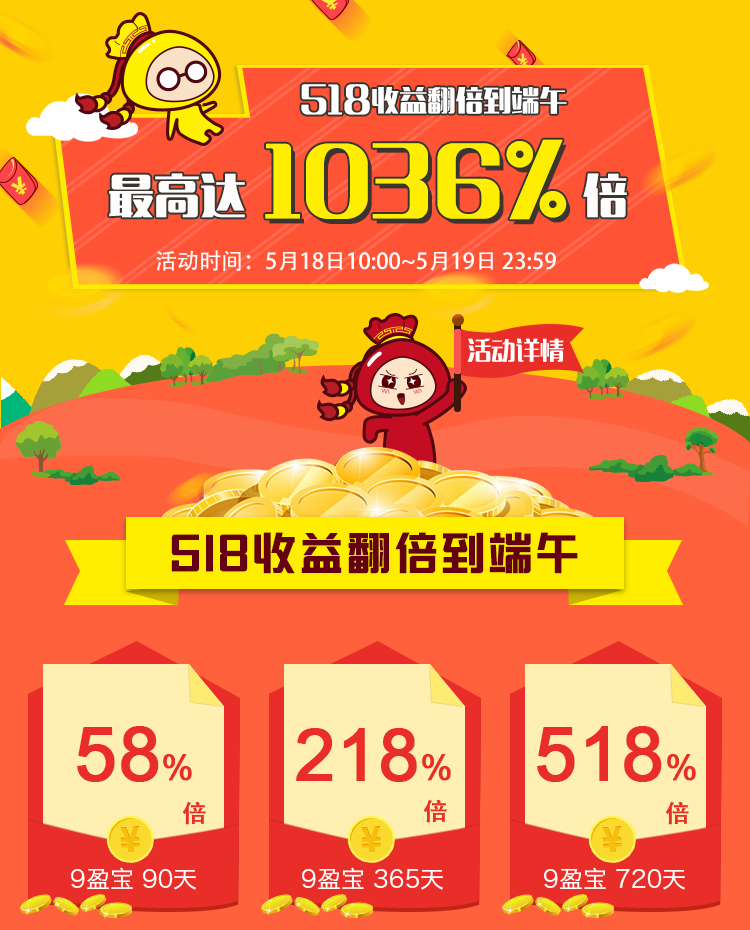 518收益翻倍到端午
最高达 1036% 倍
活动时间：5月18日10:00~5月19日 23:59
活动详情
518收益翻倍到端午
58%
倍
¥
9盈宝 90天
218%
倍
¥
9盈宝 365天
518%
倍
¥
9盈宝 720天